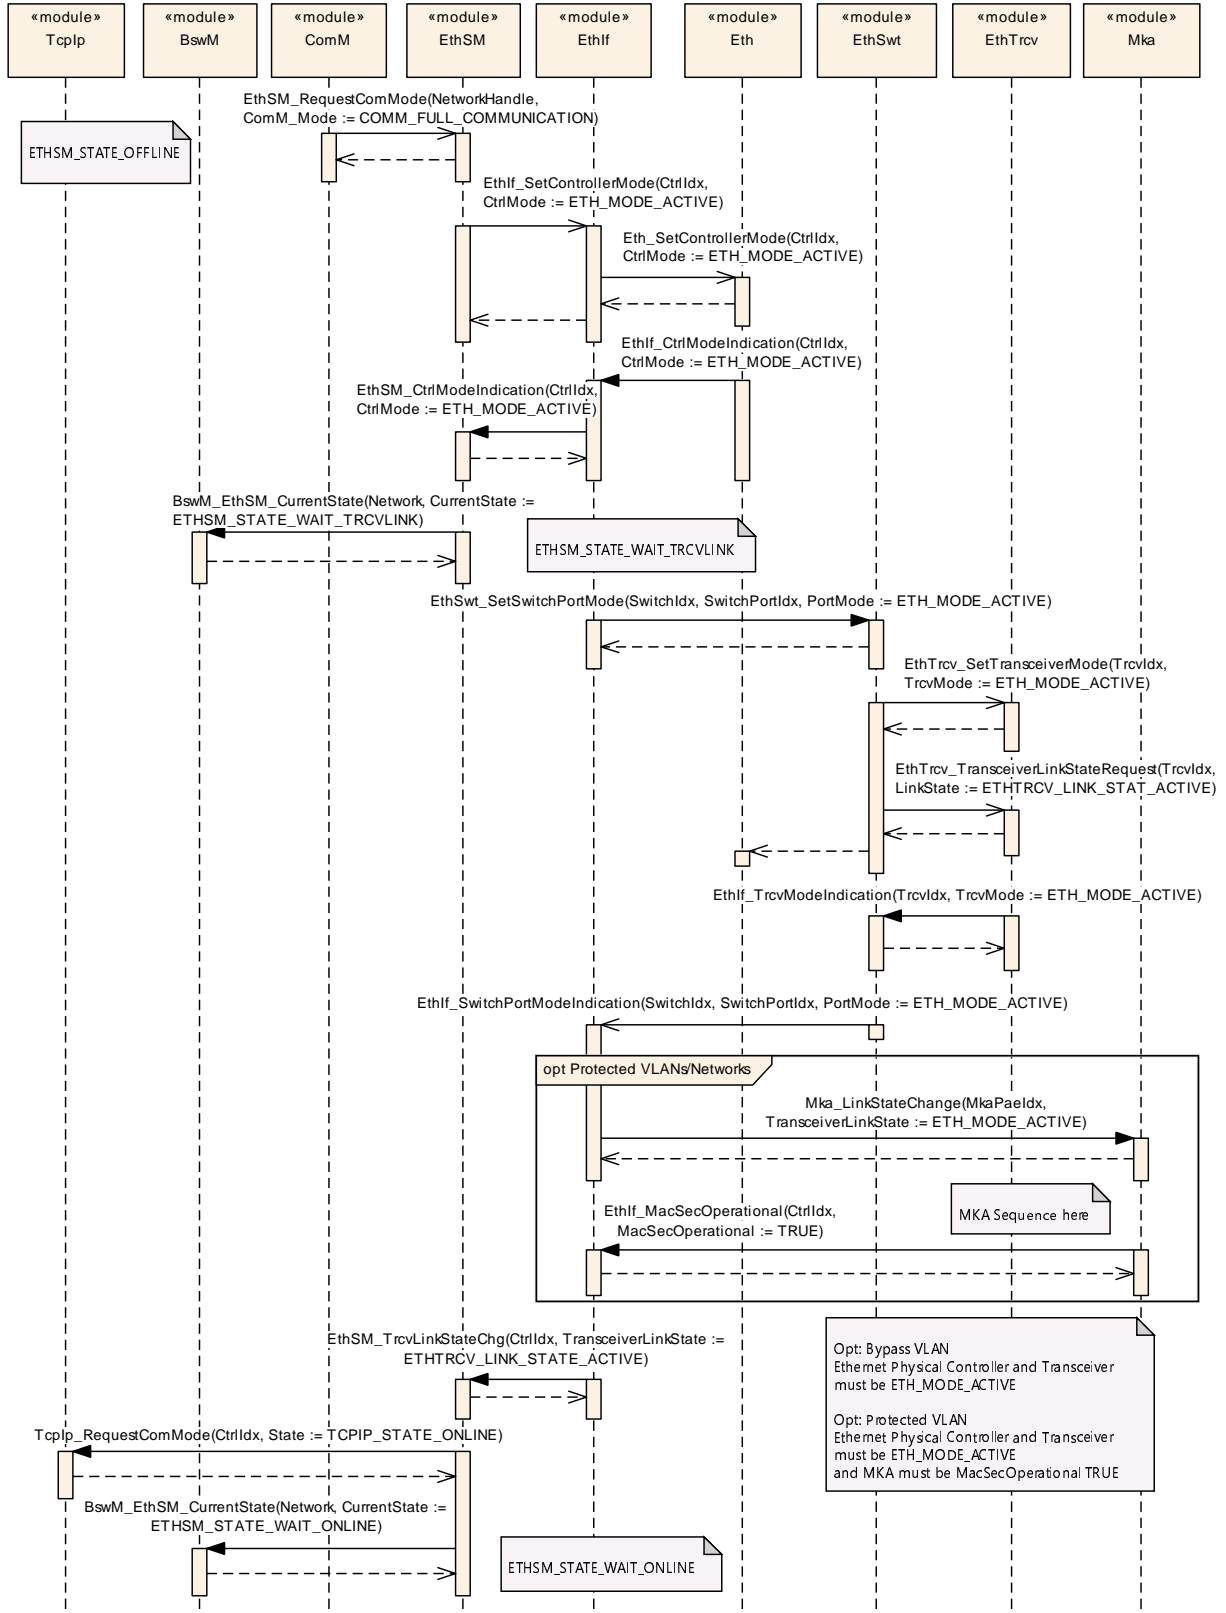 «module»
TcpIp
«module»
BswM
«module»
ComM
«module»
EthSM
«module»
EthIf
«module»
Eth
«module»
EthSwt
«module»
EthTrcv
«module»
Mka
EthSM_RequestComMode(NetworkHandle,
ComM_Mode := COMM_FULL_COMMUNICATION)
ETHSM_STATE_OFFLINE
EthIf_SetControllerMode(CtrlIdx,
CtrlMode := ETH_MODE_ACTIVE)
Eth_SetControllerMode(CtrlIdx,
CtrlMode := ETH_MODE_ACTIVE)
EthIf_CtrlModeIndication(CtrlIdx,
CtrlMode := ETH_MODE_ACTIVE)
EthSM_CtrlModeIndication(CtrlIdx,
CtrlMode := ETH_MODE_ACTIVE)
BswM_EthSM_CurrentState(Network, CurrentState :=
ETHSM_STATE_WAIT_TRCVLINK)
ETHSM_STATE_WAIT_TRCVLINK
EthSwt_SetSwitchPortMode(SwitchIdx, SwitchPortIdx, PortMode := ETH_MODE_ACTIVE)
EthTrcv_SetTransceiverMode(TrcvIdx,
TrcvMode := ETH_MODE_ACTIVE)
EthTrcv_TransceiverLinkStateRequest(TrcvIdx,
LinkState := ETHTRCV_LINK_STAT_ACTIVE)
EthIf_TrcvModeIndication(TrcvIdx, TrcvMode := ETH_MODE_ACTIVE)
EthIf_SwitchPortModeIndication(SwitchIdx, SwitchPortIdx, PortMode := ETH_MODE_ACTIVE)
opt Protected VLANs/Networks
Mka_LinkStateChange(MkaPaeIdx,
TransceiverLinkState := ETH_MODE_ACTIVE)
MKA Sequence here
EthIf_MacSecOperational(CtrlIdx,
MacSecOperational := TRUE)
EthSM_TrcvLinkStateChg(CtrlIdx, TransceiverLinkState :=
ETHTRCV_LINK_STATE_ACTIVE)
Opt: Bypass VLAN
Ethernet Physical Controller and Transceiver
must be ETH_MODE_ACTIVE
Opt: Protected VLAN
Ethernet Physical Controller and Transceiver
must be ETH_MODE_ACTIVE
and MKA must be MacSecOperational TRUE
TcpIp_RequestComMode(CtrlIdx, State := TCPIP_STATE_ONLINE)
BswM_EthSM_CurrentState(Network, CurrentState :=
ETHSM_STATE_WAIT_ONLINE)
ETHSM_STATE_WAIT_ONLINE